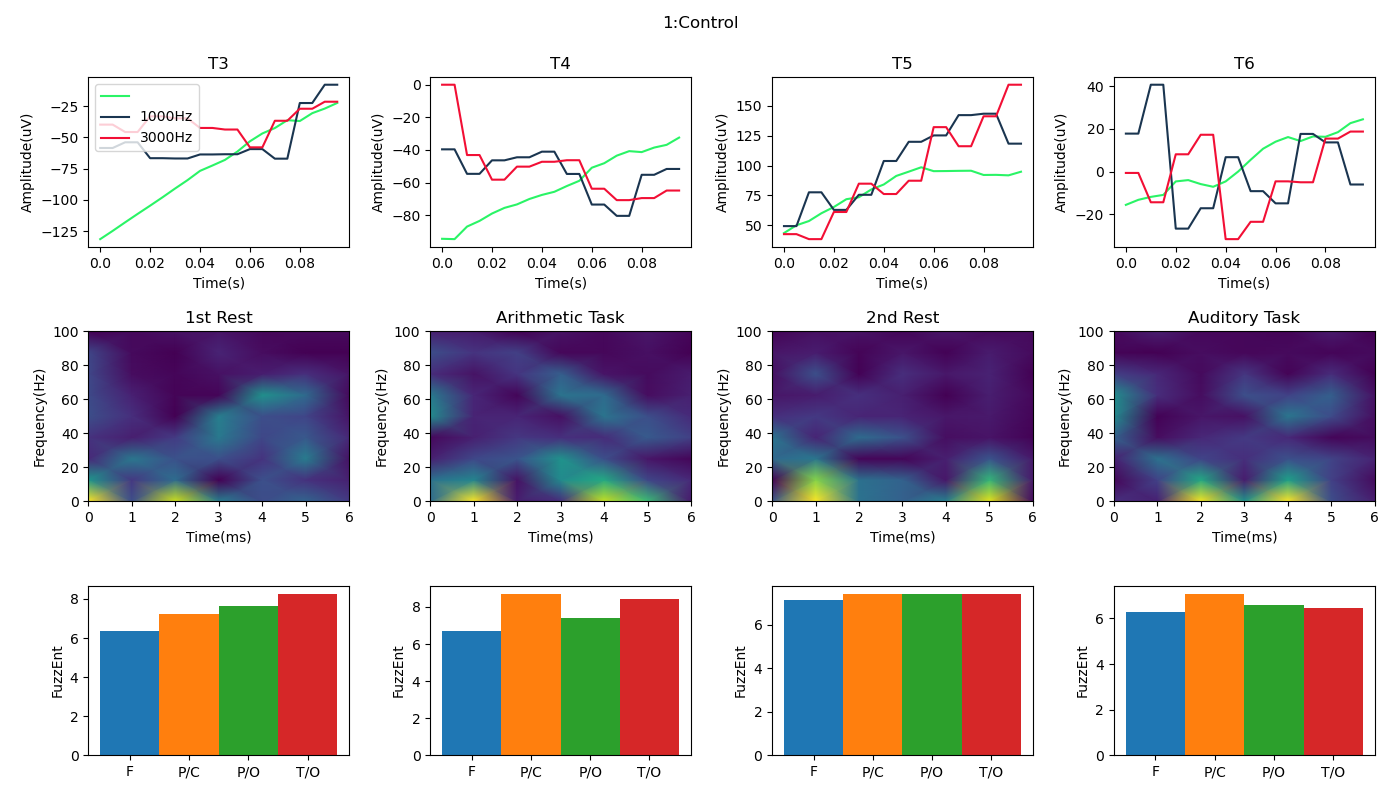 1:Control
T3
T4
T5
T6
1000Hz
3000Hz
Amplitude(uV)
−25
−50
−75
−100
−125
0.0 0.02 0.04 0.06 0.08
Time(s)
Amplitude(uV)
0
−20
−40
−60
−80
0.0 0.02 0.04 0.06 0.08
Time(s)
Amplitude(uV)
150
125
100
75
50
0.0 0.02 0.04 0.06 0.08
Time(s)
Amplitude(uV)
40
20
0
−20
0.0 0.02 0.04 0.06 0.08
Time(s)
1st Rest
Frequency(Hz)
100
80
60
40
20
0
0 1 2 3 4 5 6
Time(ms)
Arithmetic Task
Frequency(Hz)
100
80
60
40
20
0
0 1 2 3 4 5 6
Time(ms)
2nd Rest
Frequency(Hz)
100
80
60
40
20
0
0 1 2 3 4 5 6
Time(ms)
Auditory Task
Frequency(Hz)
100
80
60
40
20
0
0 1 2 3 4 5 6
Time(ms)
FuzzEnt
8
6
4
2
0
F P/C P/O T/O
FuzzEnt
8
6
4
2
0
F P/C P/O T/O
FuzzEnt
6
4
2
0
F P/C P/O T/O
FuzzEnt
6
4
2
0
F P/C P/O T/O